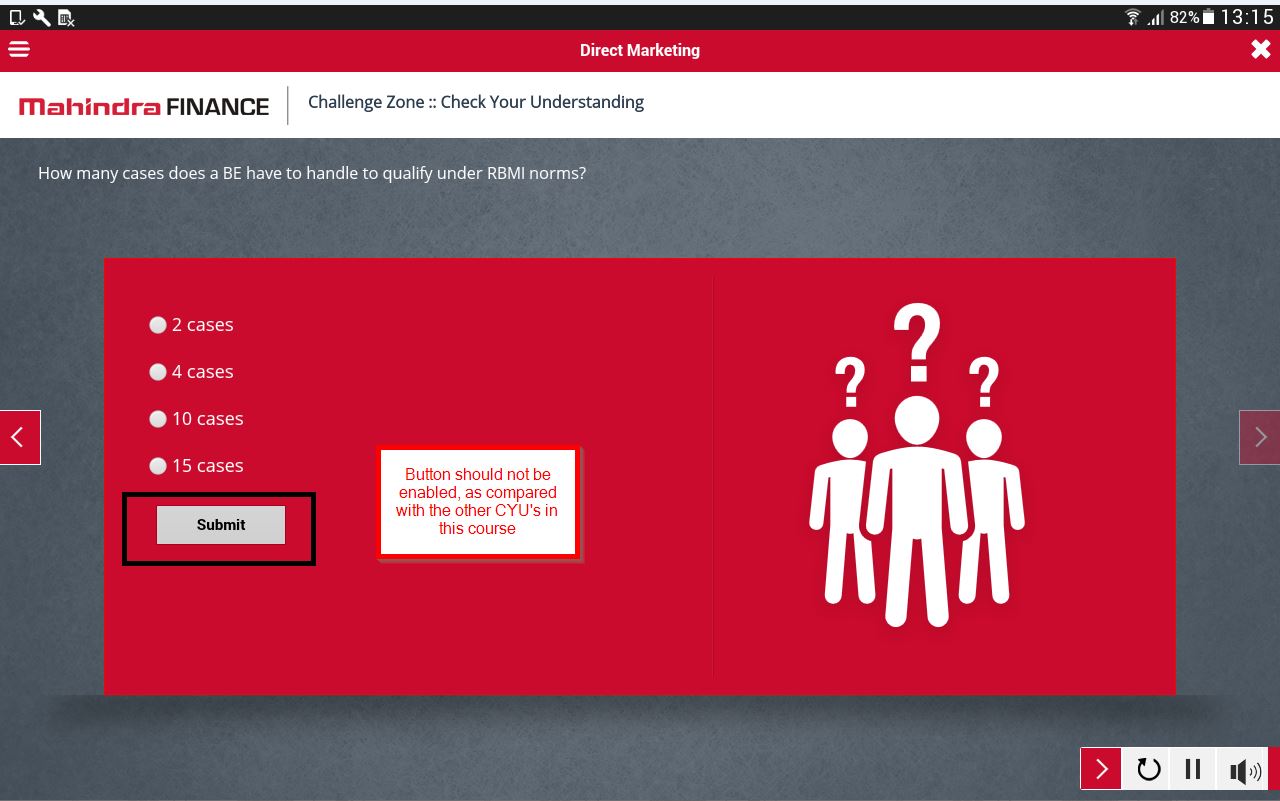 82% 13:15
Direct Marketing
Mahindra FINANCE
Challenge Zone :: Check Your Understanding
How many cases does a BE have to handle to qualify under RBMI norms?
? ? ?
2 cases
4 cases
10 cases
15 cases
Button should not be
enabled, as compared
with the other CYU's in
this course
Submit